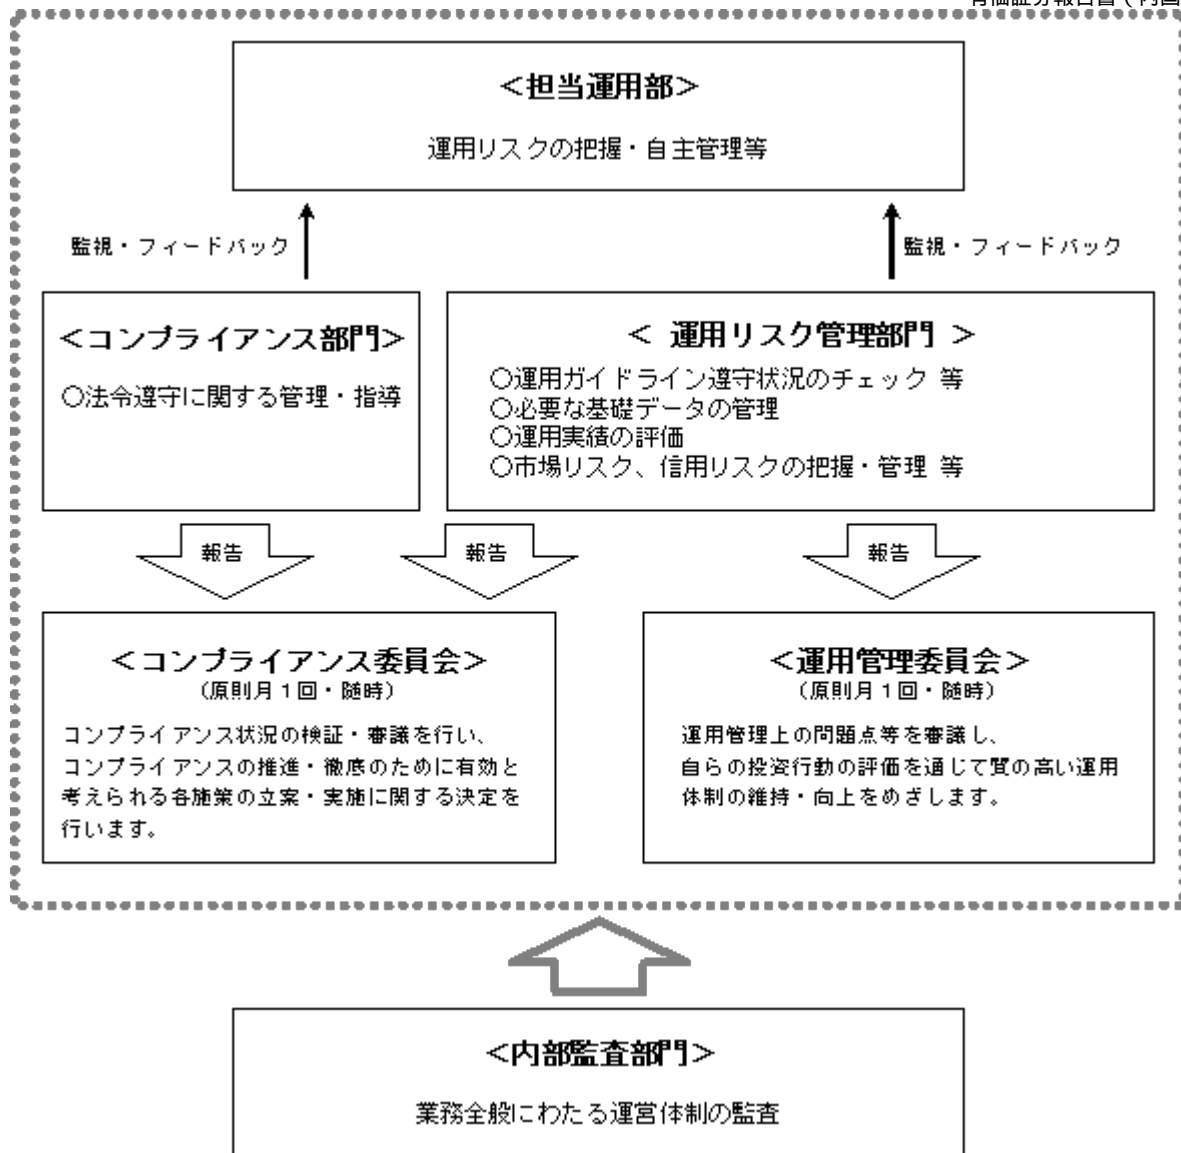 ＜担当運用部＞
運用リスクの把握・自主管理等
監視・フィードバック
監視・フィードバック
＜コンプライアンス部門＞
○法令遵守に関する管理・指導
＜ 運用リスク管理部門 ＞
○運用ガイドライン遵守状況のチェック 等
○必要な基礎データの管理
○運用実績の評価
○市場リスク、信用リスクの把握・管理 等
報告
報告
報告
＜コンプライアンス委員会＞
（原則月１回・随時）
コンプライアンス状況の検証・審議を行い、
コンプライアンスの推進・徹底のために有効と
考えられる各施策の立案・実施に関する決定を
行います。
＜運用管理委員会＞
（原則月１回・随時）
運用管理上の問題点等を審議し、
自らの投資行動の評価を通じて質の高い運用
体制の維持・向上をめざします。
＜内部監査部門＞
業務全般にわたる運営体制の監査